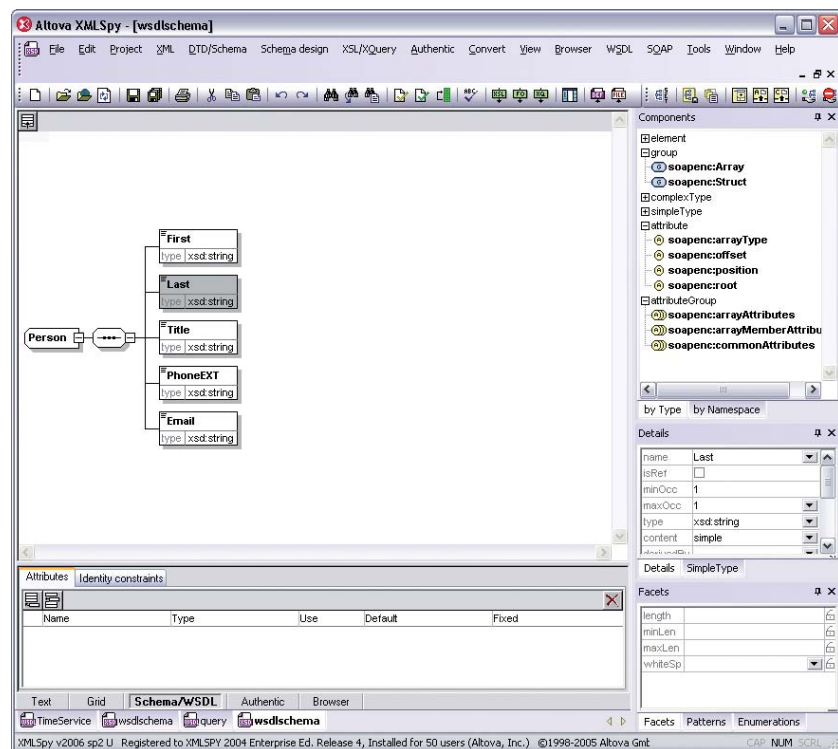 Altova XMLSpy - [wsdlschema]
File Edit Project XML DTD/Schema Schema design XSL/XQuery Authentic Convert View Browser WSDL SOAP Tools Window Help
Components
element
group
soapenc:Array
soapenc:Struct
complexType
simpleType
attribute
soapenc:arrayType
soapenc:offset
soapenc:position
soapenc:root
attributeGroup
soapenc:arrayAttributes
soapenc:arrayMemberAttribu
soapenc:commonAttributes
by Type by Namespace
First
type xsd:string
Last
type xsd:string
Person
Title
type xsd:string
PhoneEXT
type xsd:string
Email
type xsd:string
Details
name Last
isRef
minOcc 1
maxOcc 1
type xsd:string
content simple
Details SimpleType
Attributes Identity constraints
Name Type Use Default Fixed
Facets
length
minLen
maxLen
whiteSp
Facets Patterns Enumerations
Text Grid Schema/WSDL Authentic Browser
TimeService wsdlschema query wsdlschema
XMLSpy v2006 sp2 U Registered to XMLSPY 2004 Enterprise Ed. Release 4, Installed for 50 users (Altova, Inc.) ©1998-2005 Altova Gmb CAP NUM SCRL